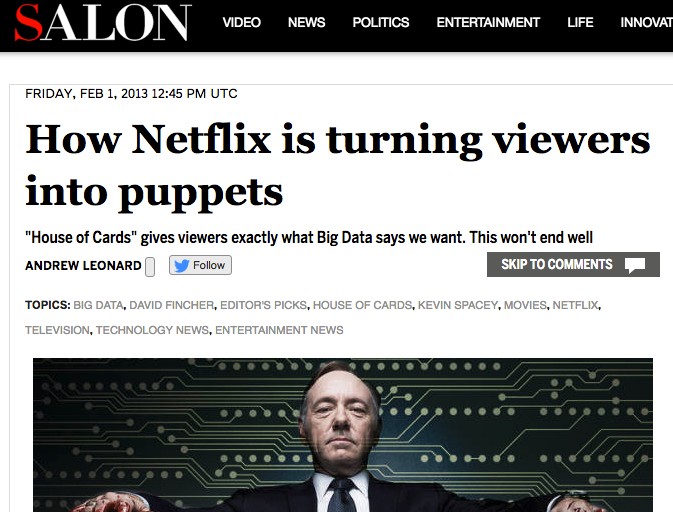 SALON VIDEO NEWS POLITICS ENTERTAINMENT LIFE INNOVAT
FRIDAY, FEB 1, 2013 12:45 PM UTC
How Netflix is turning viewers
into puppets
"House of Cards" gives viewers exactly what Big Data says we want. This won't end well
ANDREW LEONARD Follow SKIP TO COMMENTS
TOPICS: BIG DATA, DAVID FINCHER, EDITOR'S PICKS, HOUSE OF CARDS, KEVIN SPACEY, MOVIES, NETFLIX,
TELEVISION, TECHNOLOGY NEWS, ENTERTAINMENT NEWS